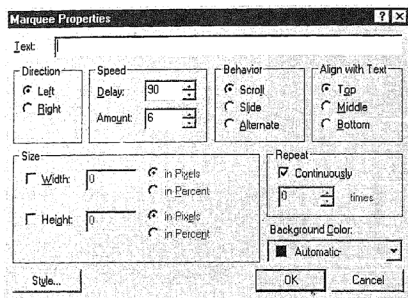 Marquee Properties
Text:
Direction
Left
Right
Speed
Delay: 90
Amount: 6
Behavior
Scroll
Slide
Alternate
Align with Text
Top
Middle
Bottom
Size
Width: 0
in Pixels
in Percent
Height: 0
in Pixels
in Percent
Repeat
Continuously
0 times
Background Color:
Automatic
Style...
OK
Cancel